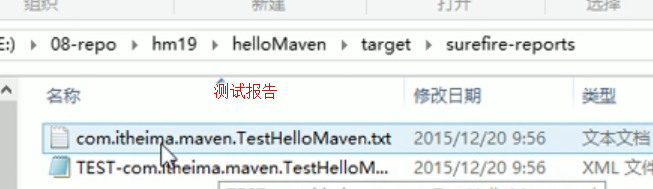 组织 新建 打开 选择
E:) › 08-repo › hm19 › helloMaven › target › surefire-reports
名称 测试报告 修改日期 类型
com.itheima.maven.TestHelloMaven.txt 2015/12/20 9:56 文本文档
TEST-com.itheima.maven.TestHelloM... 2015/12/20 9:56 XML 文件